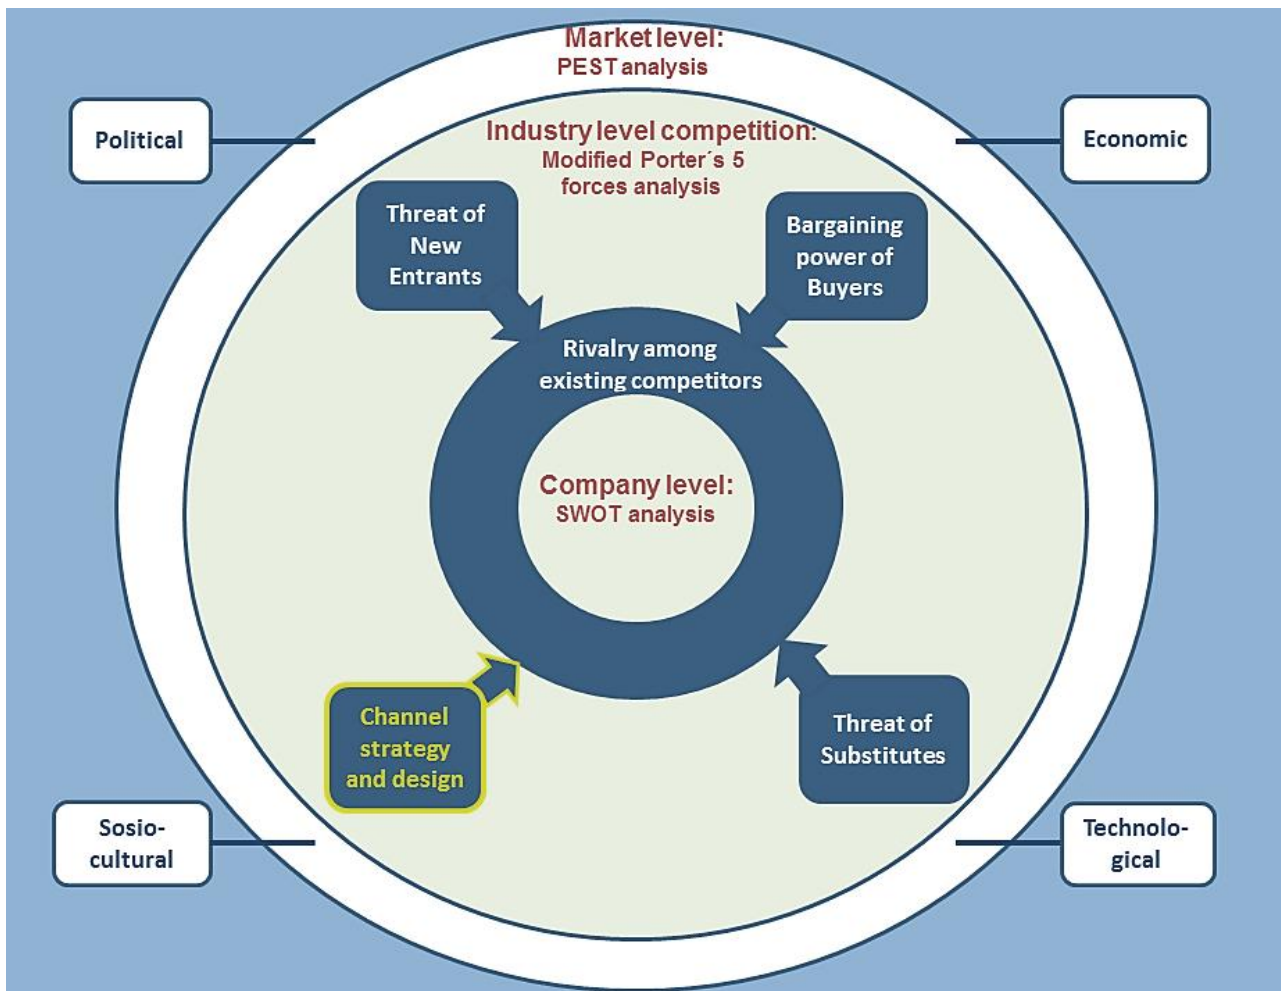 Market level:
PEST analysis
Political
Economic
Industry level competition:
Modified Porter´s 5
forces analysis
Threat of
New
Entrants
Bargaining
power of
Buyers
Rivalry among
existing competitors
Company level:
SWOT analysis
Channel
strategy
and design
Threat of
Substitutes
Sosio-
cultural
Technolo-
gical